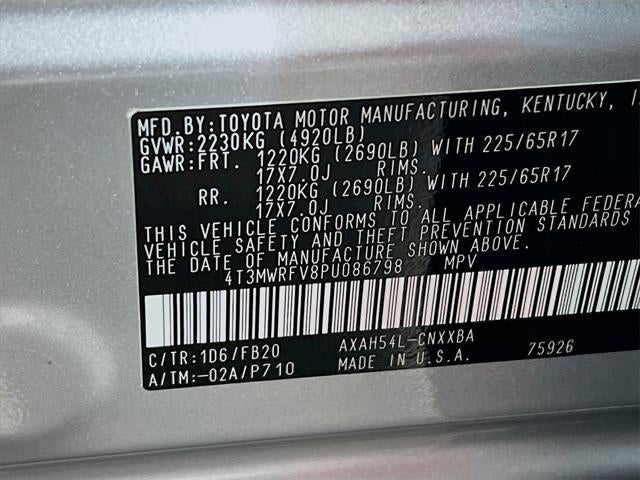 MFD.BY:TOYOTA MOTOR MANUFACTURING, KENTUCKY,
GVWR:2230KG (4920LB)
GAWR:FRT. 1220KG (2690LB) WITH 225/65R17
17X7.0J RIMS.
RR. 1220KG (2690LB) WITH 225/65R17
17X7.0J RIMS.
THIS VEHICLE CONFORMS TO ALL APPLICABLE FEDERA
VEHICLE SAFETY AND THEFT PREVENTION STANDARDS
THE DATE OF MANUFACTURE SHOWN ABOVE.
4T3MWRFV8PU086798 MPV
C/TR:1D6/FB20 AXAH54L-CNXXBA
A/TM:-02A/P710 MADE IN U.S.A. 75926